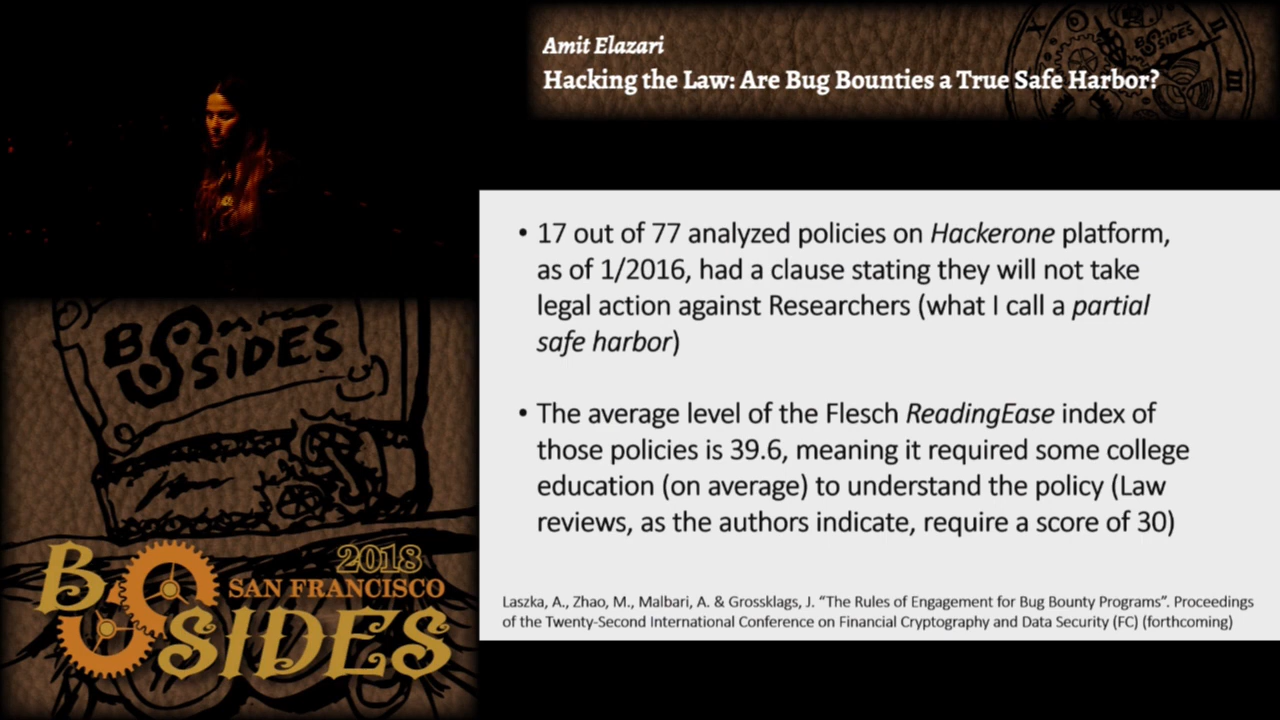 Amit Elazari
Hacking the Law: Are Bug Bounties a True Safe Harbor?
BSIDES
• 17 out of 77 analyzed policies on Hackerone platform,
as of 1/2016, had a clause stating they will not take
legal action against Researchers (what I call a partial
safe harbor)
• The average level of the Flesch ReadingEase index of
those policies is 39.6, meaning it required some college
education (on average) to understand the policy (Law
reviews, as the authors indicate, require a score of 30)
Laszka, A., Zhao, M., Malbari, A. & Grossklags, J. “The Rules of Engagement for Bug Bounty Programs”. Proceedings
of the Twenty-Second International Conference on Financial Cryptography and Data Security (FC) (forthcoming)
BSIDES
2018
SAN FRANCISCO
BSIDES